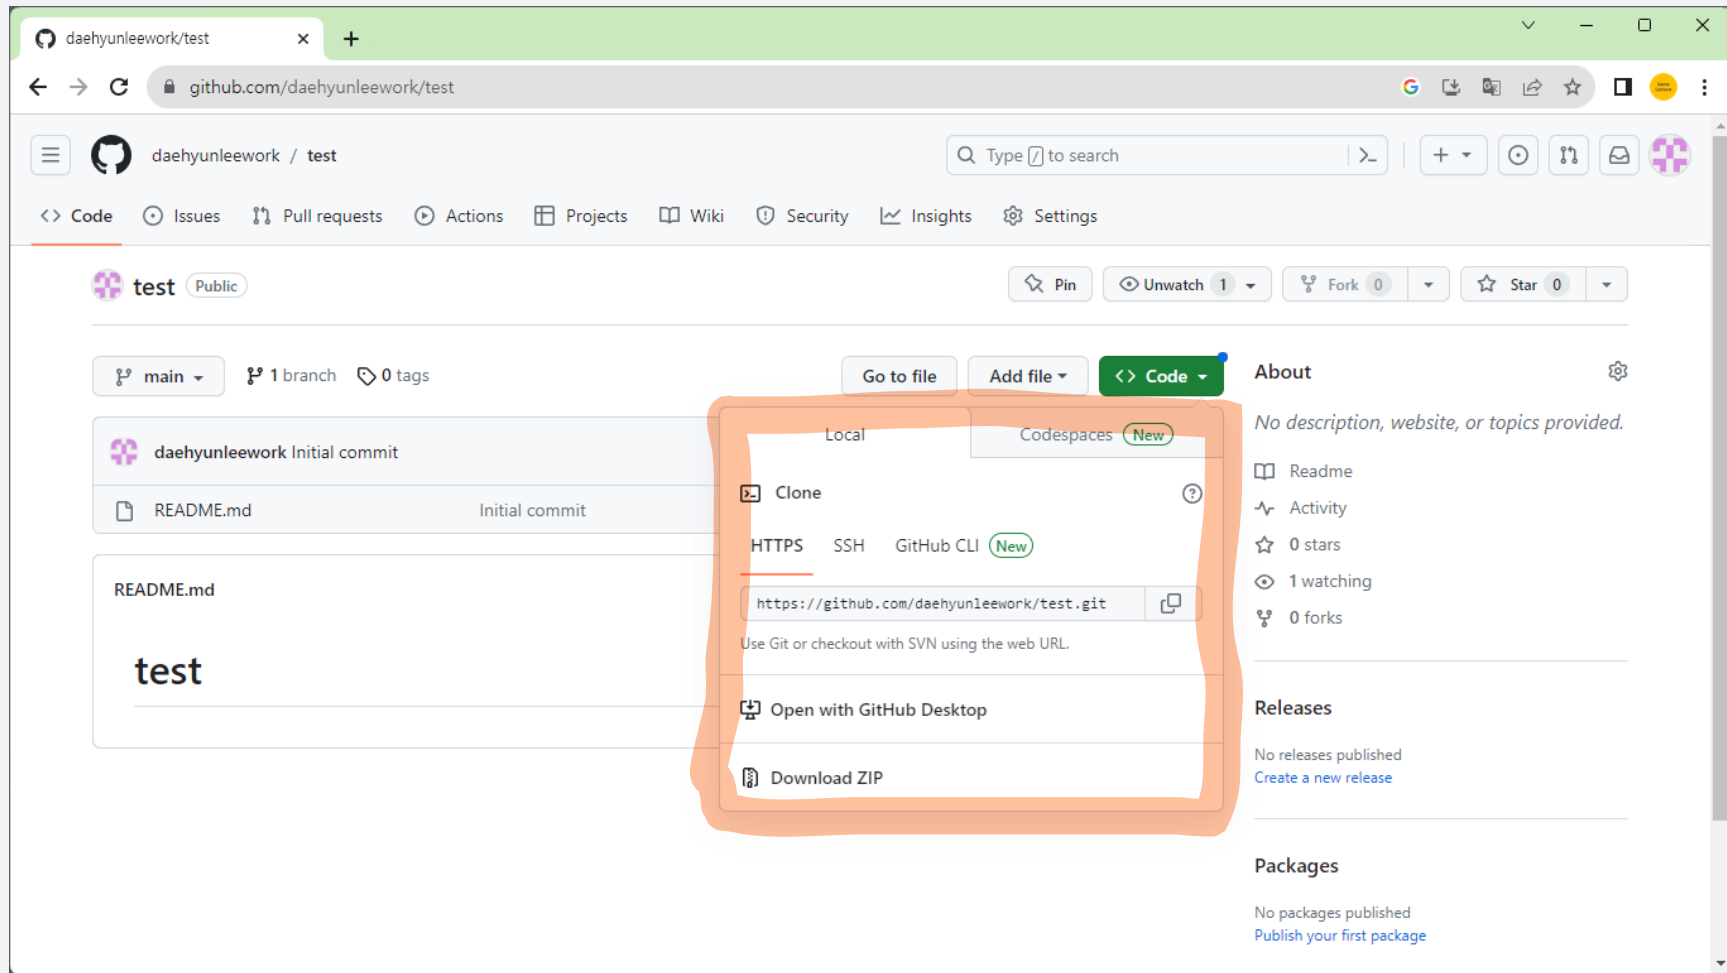 daehyunleework/test
github.com/daehyunleework/test
daehyunleework / test
Type / to search
Code Issues Pull requests Actions Projects Wiki Security Insights Settings
test Public
Pin Unwatch 1 Fork 0 Star 0
main 1 branch 0 tags Go to file Add file Code
daehyunleework Initial commit
README.md Initial commit
README.md
test
Local Codespaces New
Clone
HTTPS SSH GitHub CLI New
https://github.com/daehyunleework/test.git
Use Git or checkout with SVN using the web URL.
Open with GitHub Desktop
Download ZIP
About
No description, website, or topics provided.
Readme
Activity
0 stars
1 watching
0 forks
Releases
No releases published
Create a new release
Packages
No packages published
Publish your first package